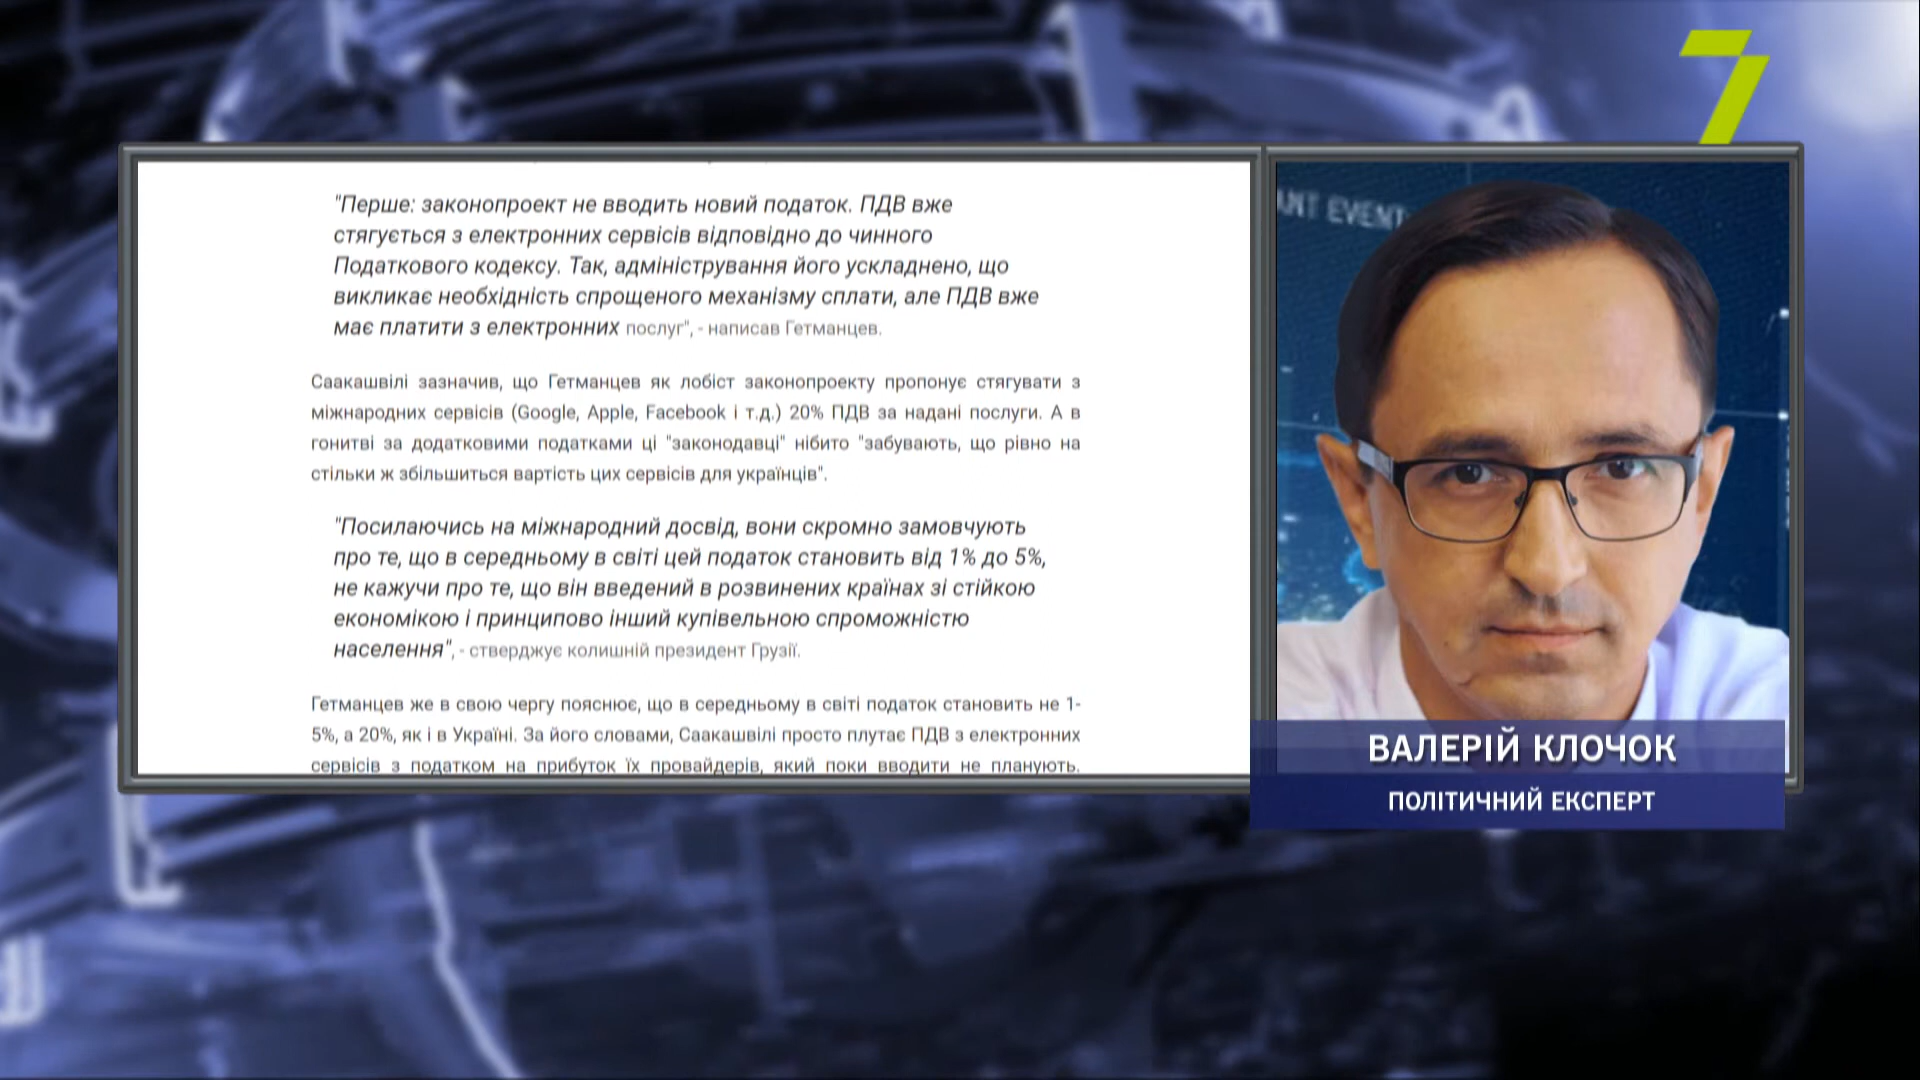 7
"Перше: законопроект не вводить новий податок. ПДВ вже
стягується з електронних сервісів відповідно до чинного
Податкового кодексу. Так, адміністрування його ускладнено, що
викликає необхідність спрощеного механізму сплати, але ПДВ вже
має платити з електронних послуг", - написав Гетманцев.
Саакашвілі зазначив, що Гетманцев як лобіст законопроекту пропонує стягувати з
міжнародних сервісів (Google, Apple, Facebook і т.д.) 20% ПДВ за надані послуги. А в
гонитві за додатковими податками ці "законодавці" нібито "забувають, що рівно на
стільки ж збільшиться вартість цих сервісів для українців".
"Посилаючись на міжнародний досвід, вони скромно замовчують
про те, що в середньому в світі цей податок становить від 1% до 5%,
не кажучи про те, що він введений в розвинених країнах зі стійкою
економікою і принципово інший купівельною спроможністю
населення", - стверджує колишній президент Грузії.
Гетманцев же в свою чергу пояснює, що в середньому в світі податок становить не 1-
5%, а 20%, як і в Україні. За його словами, Саакашвілі просто плутає ПДВ з електронних
сервісів з податком на прибуток їх провайдерів, який поки вводити не планують.
ANT EVENT
ВАЛЕРІЙ КЛОЧОК
ПОЛІТИЧНИЙ ЕКСПЕРТ